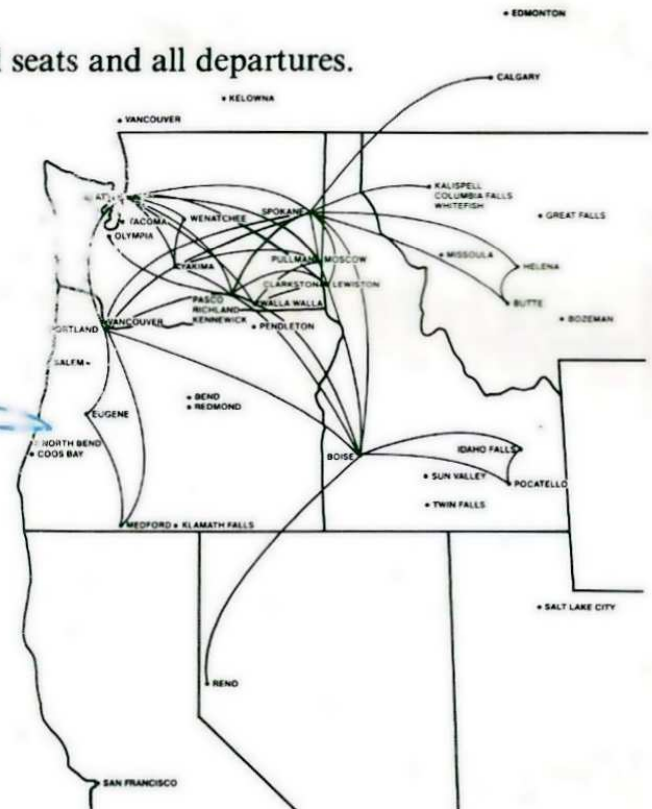 EDMONTON
seats and all departures.
CALGARY
KELOWNA
VANCOUVER
KALISPELL
COLUMBIA FALLS
WHITEFISH
TACOMA
WENATCHEE
SPOKANE
GREAT FALLS
OLYMPIA
MISSOULA
YAKIMA
PULLMAN
MOSCOW
HELENA
CLARKSTON
LEWISTON
PASCO
RICHLAND
KENNEWICK
WALLA WALLA
BUTTE
VANCOUVER
ORTLAND
PENDLETON
BOZEMAN
SALEM
BEND
REDMOND
EUGENE
NORTH BEND
COOS BAY
BOISE
IDAHO FALLS
SUN VALLEY
POCATELLO
TWIN FALLS
MEDFORD
KLAMATH FALLS
SALT LAKE CITY
RENO
SAN FRANCISCO